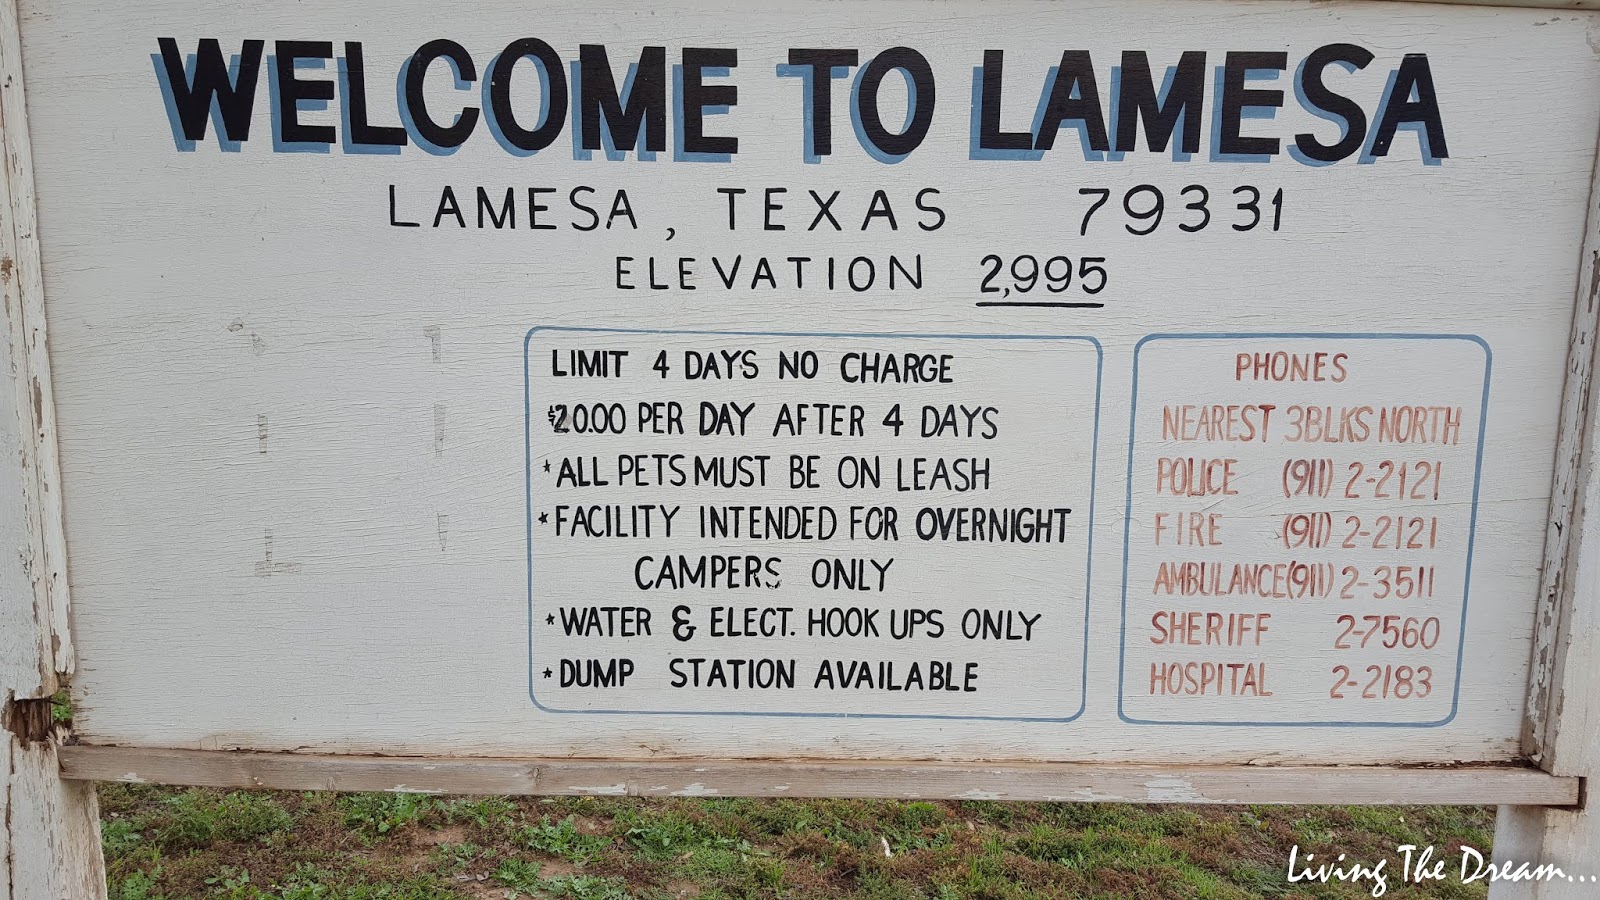 WELCOME TO LAMESA
LAMESA, TEXAS 79331
ELEVATION 2,995
LIMIT 4 DAYS NO CHARGE
$20.00 PER DAY AFTER 4 DAYS
*ALL PETS MUST BE ON LEASH
*FACILITY INTENDED FOR OVERNIGHT
CAMPERS ONLY
*WATER & ELECT. HOOK UPS ONLY
*DUMP STATION AVAILABLE
PHONES
NEAREST 3BLKS NORTH
POLICE (911) 2-2121
FIRE (911) 2-2121
AMBULANCE (911) 2-3511
SHERIFF 2-7560
HOSPITAL 2-2183
Living The Dream...